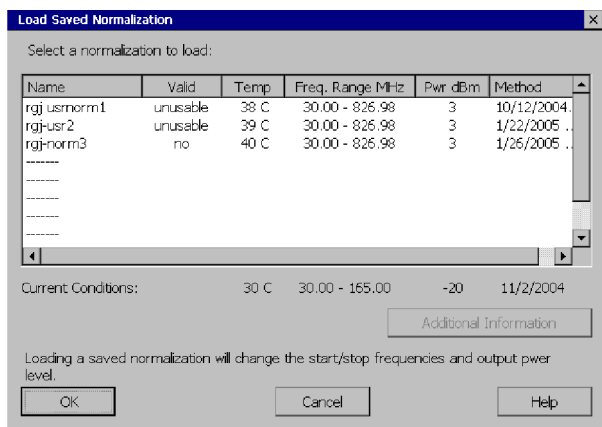 Load Saved Normalization
Select a normalization to load:
Name Valid Temp Freq. Range MHz Pwr dBm Method
rgj usrnorm1 unusable 38 C 30.00 - 826.98 3 10/12/2004.
rgj-usr2 unusable 39 C 30.00 - 826.98 3 1/22/2005 ..
rgj-norm3 no 40 C 30.00 - 826.98 3 1/26/2005 ..
-------
-------
-------
-------
-------
Current Conditions: 30 C 30.00 - 165.00 -20 11/2/2004
Additional Information
Loading a saved normalization will change the start/stop frequencies and output pwer
level.
OK Cancel Help